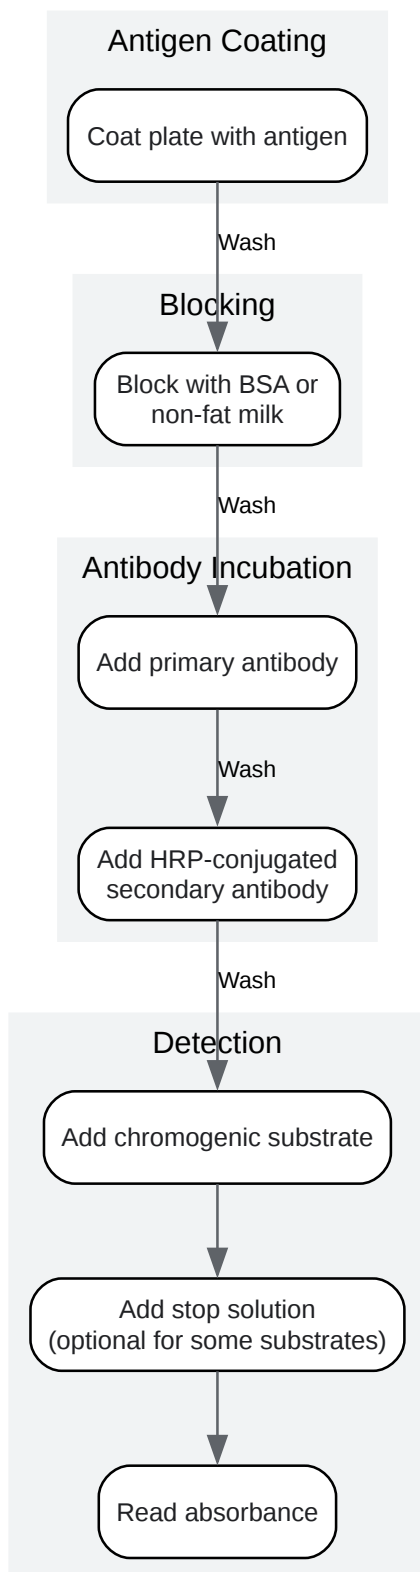 Antigen Coating
Coat plate with antigen
Wash
Blocking
Block with BSA or
non-fat milk
Wash
Antibody Incubation
Add primary antibody
Wash
Add HRP-conjugated
secondary antibody
Wash
Detection
Add chromogenic substrate
Add stop solution
(optional for some substrates)
Read absorbance